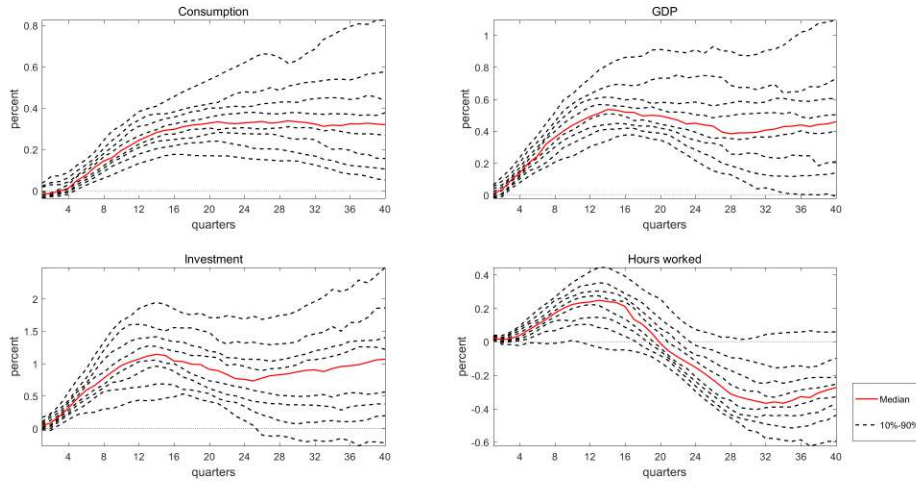 Consumption
percent
0.8
0.6
0.4
0.2
0
4 8 12 16 20 24 28 32 36 40
quarters
GDP
percent
1
0.8
0.6
0.4
0.2
0
4 8 12 16 20 24 28 32 36 40
quarters
Investment
percent
2
1.5
1
0.5
0
4 8 12 16 20 24 28 32 36 40
quarters
Hours worked
percent
0.4
0.2
0
-0.2
-0.4
-0.6
4 8 12 16 20 24 28 32 36 40
quarters
Median
10%-90%